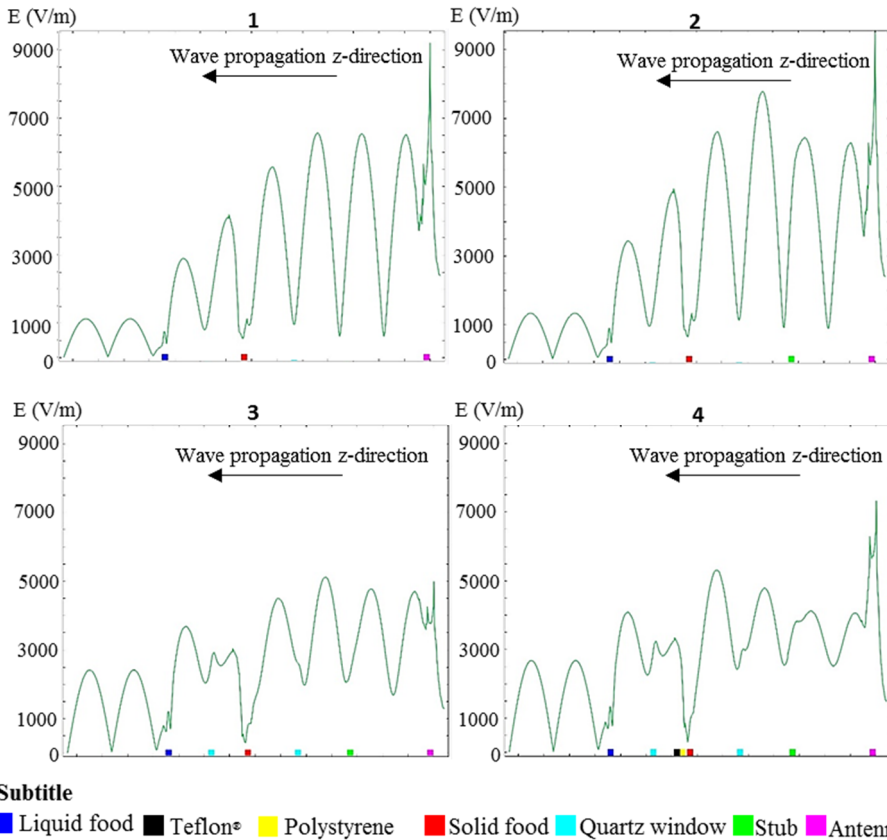 E (V/m)
1
Wave propagation z-direction
9000
7000
5000
3000
1000
0
E (V/m)
2
Wave propagation z-direction
9000
7000
5000
3000
1000
0
E (V/m)
3
Wave propagation z-direction
9000
7000
5000
3000
1000
0
E (V/m)
4
Wave propagation z-direction
9000
7000
5000
3000
1000
0
Subtitle
Liquid food Teflon® Polystyrene Solid food Quartz window Stub Antem